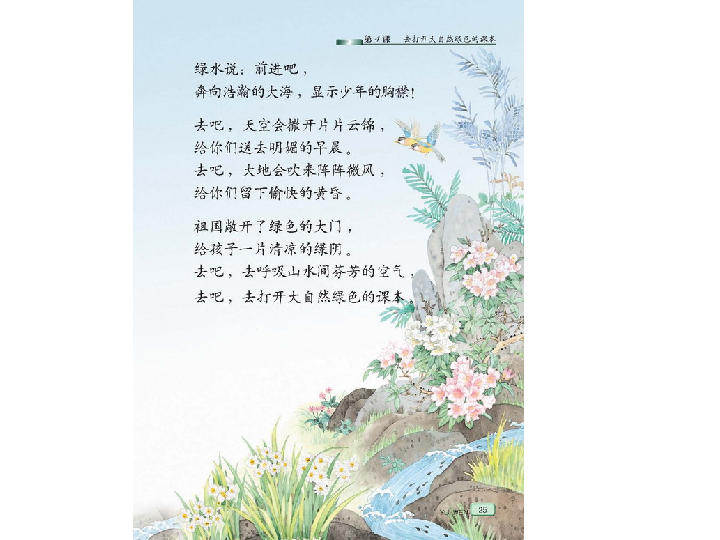 第4课 去打开大自然绿色的课本
绿水说：前进吧，
奔向浩瀚的大海，显示少年的胸襟！
去吧，天空会撒开片片云锦，
给你们送去明媚的早晨。
去吧，大地会吹来阵阵微风，
给你们留下愉快的黄昏。
祖国敞开了绿色的大门，
给孩子一片清凉的绿阴。
去吧，去呼吸山水间芬芳的空气，
去吧，去打开大自然绿色的课本。
YU WEN 25